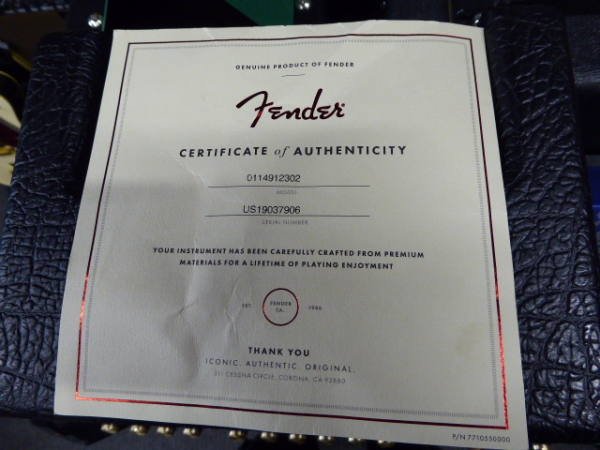 GENUINE PRODUCT OF FENDER
Fender
CERTIFICATE of AUTHENTICITY
0114912302
MODEL
US19037906
SERIAL NUMBER
YOUR INSTRUMENT HAS BEEN CAREFULLY CRAFTED FROM PREMIUM
MATERIALS FOR A LIFETIME OF PLAYING ENJOYMENT
EST. FENDER CA. 1946
THANK YOU
ICONIC. AUTHENTIC. ORIGINAL.
311 CESSNA CIRCLE, CORONA, CA 92880
P/N 7710550000